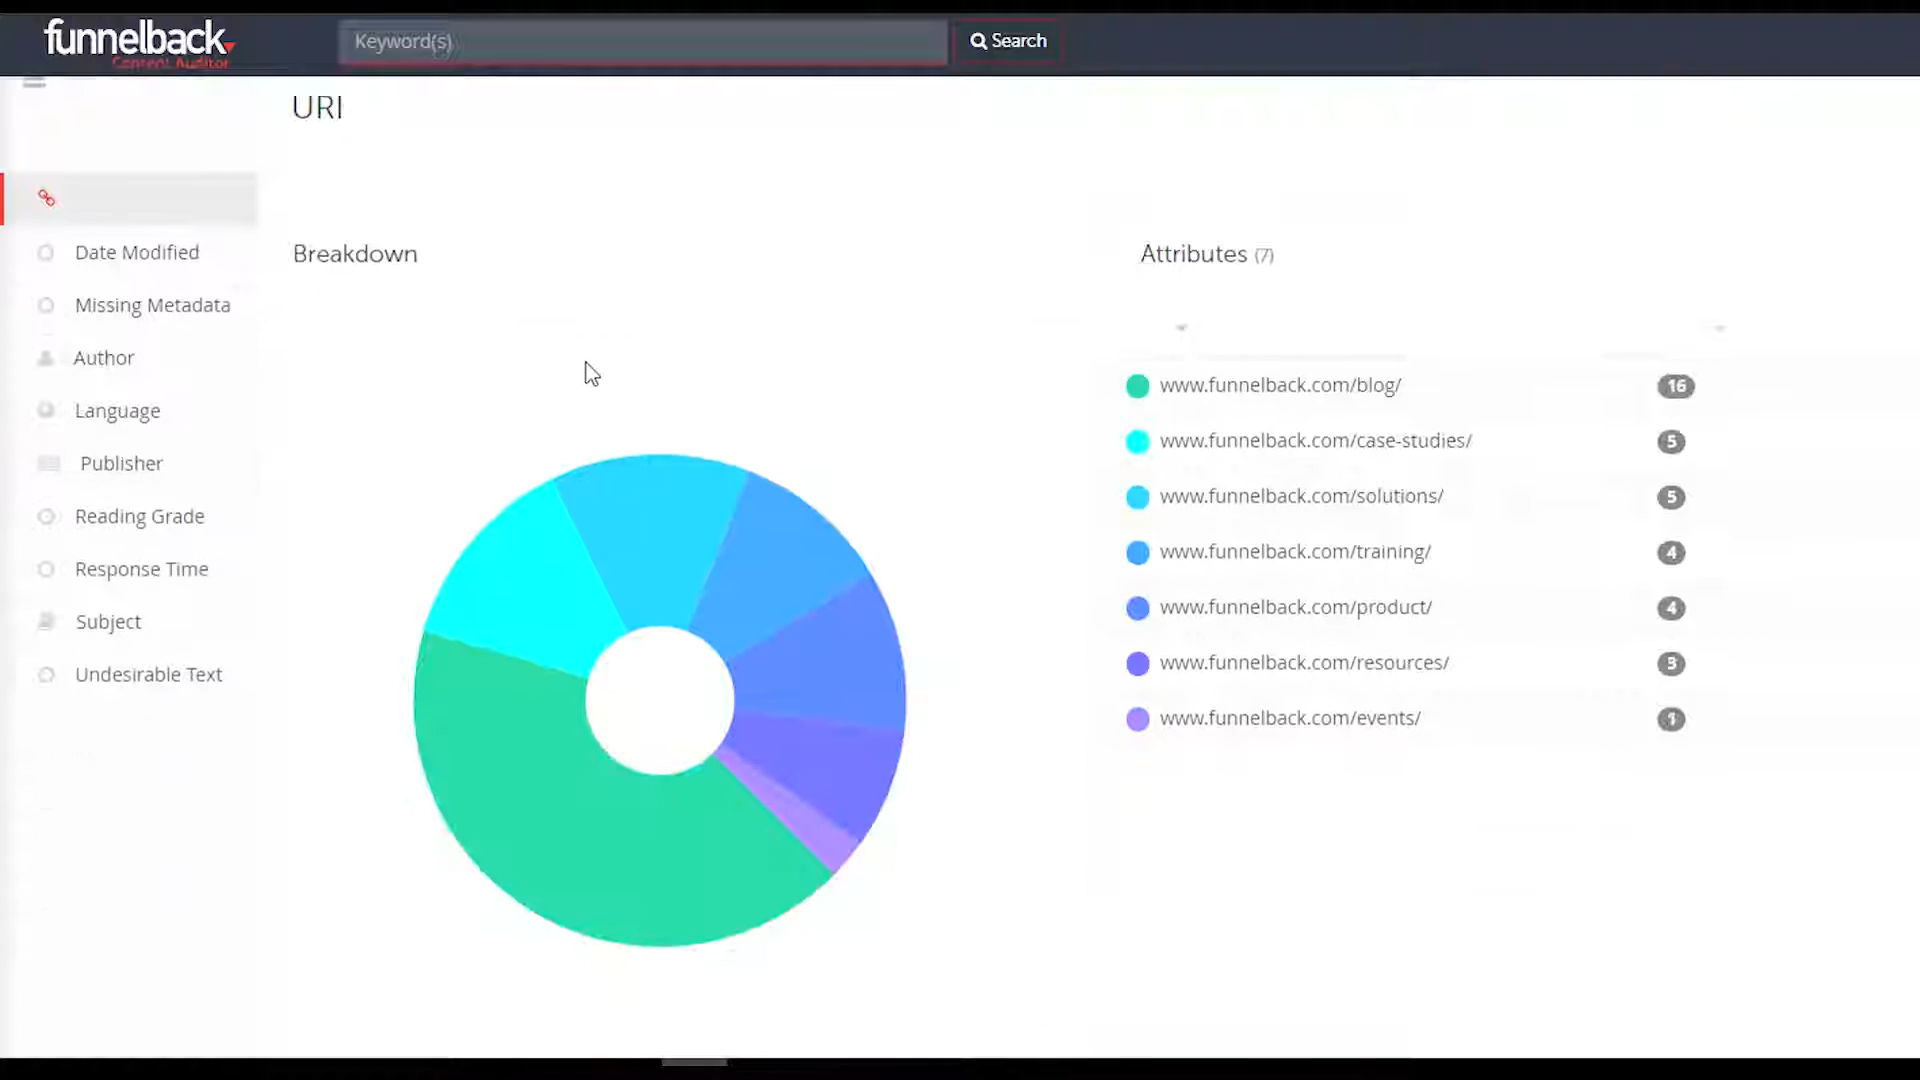 funnelback
Content Auditor
Keyword(s)
Search
URI
Date Modified
Missing Metadata
Author
Language
Publisher
Reading Grade
Response Time
Subject
Undesirable Text
Breakdown
Attributes (7)
www.funnelback.com/blog/ 16
www.funnelback.com/case-studies/ 5
www.funnelback.com/solutions/ 5
www.funnelback.com/training/ 4
www.funnelback.com/product/ 4
www.funnelback.com/resources/ 3
www.funnelback.com/events/ 1